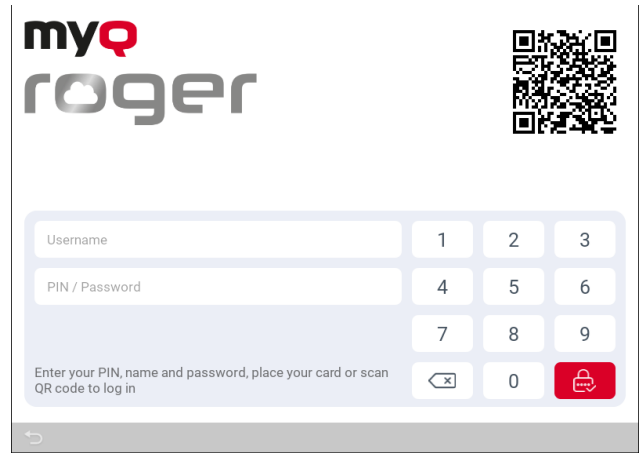 myQ
roger
Username
1 2 3
PIN / Password
4 5 6
7 8 9
Enter your PIN, name and password, place your card or scan
QR code to log in
0